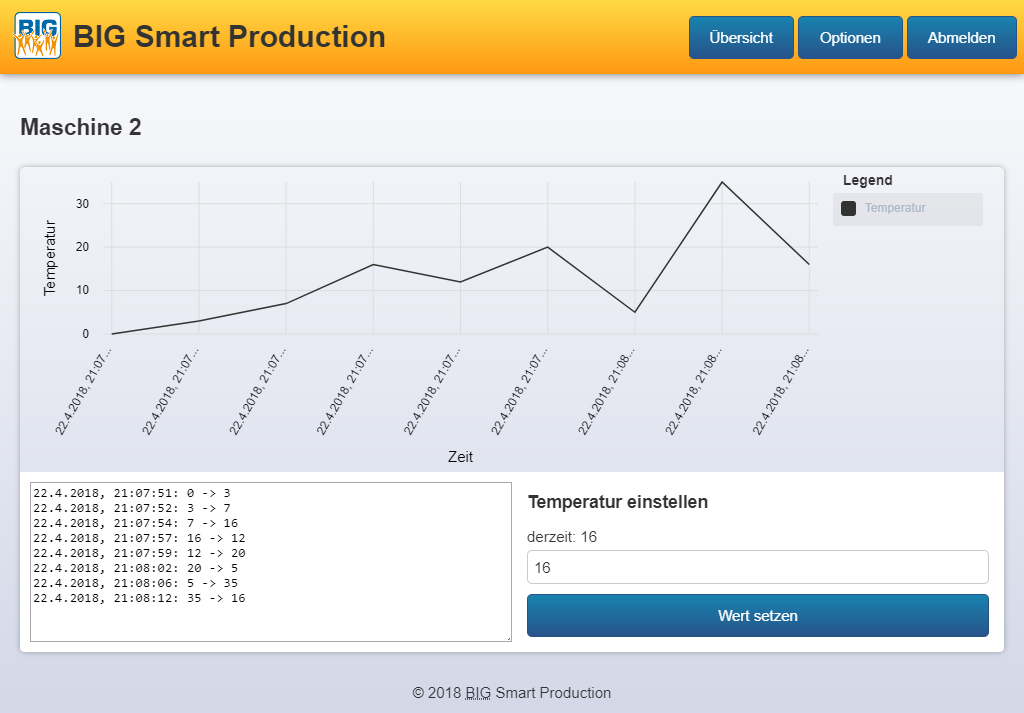 BIG
BIG Smart Production
Übersicht
Optionen
Abmelden
Maschine 2
Legend
Temperatur
Temperatur
30
20
10
0
22.4.2018, 21:07...
22.4.2018, 21:07...
22.4.2018, 21:07...
22.4.2018, 21:07...
22.4.2018, 21:07...
22.4.2018, 21:07...
22.4.2018, 21:08...
22.4.2018, 21:08...
22.4.2018, 21:08...
Zeit
22.4.2018, 21:07:51: 0 -> 3
22.4.2018, 21:07:52: 3 -> 7
22.4.2018, 21:07:54: 7 -> 16
22.4.2018, 21:07:57: 16 -> 12
22.4.2018, 21:07:59: 12 -> 20
22.4.2018, 21:08:02: 20 -> 5
22.4.2018, 21:08:06: 5 -> 35
22.4.2018, 21:08:12: 35 -> 16
Temperatur einstellen
derzeit: 16
16
Wert setzen
© 2018 BIG Smart Production